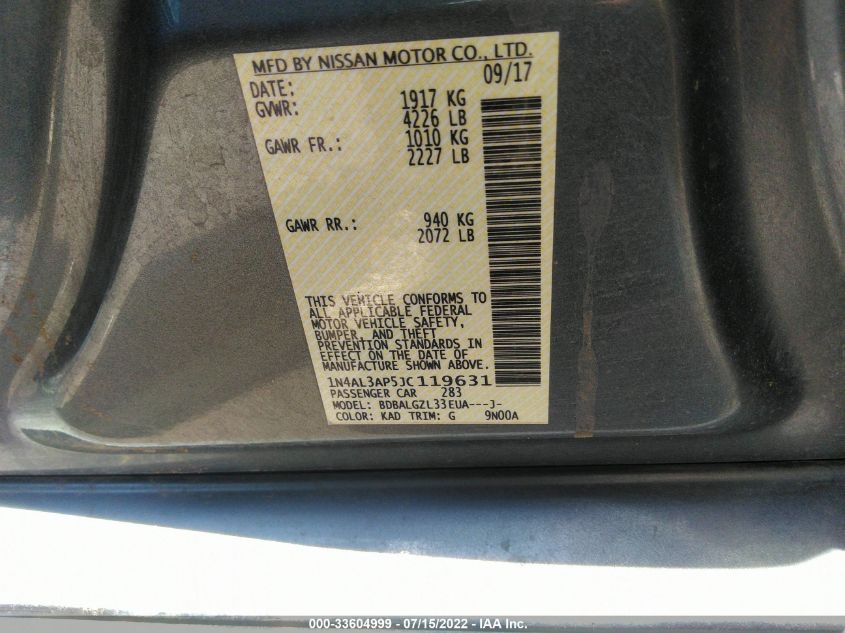 MFD BY NISSAN MOTOR CO., LTD.
DATE: 09/17
GVWR: 1917 KG
4226 LB
GAWR FR.: 1010 KG
2227 LB
GAWR RR.: 940 KG
2072 LB
THIS VEHICLE CONFORMS TO
ALL APPLICABLE FEDERAL
MOTOR VEHICLE SAFETY,
BUMPER, AND THEFT
PREVENTION STANDARDS IN
EFFECT ON THE DATE OF
MANUFACTURE SHOWN ABOVE.
1N4AL3AP5JC119631
PASSENGER CAR 283
MODEL: BDBALGZL33EUA---J-
COLOR: KAD TRIM: G 9N00A
000-33604999 - 07/15/2022 - IAA Inc.